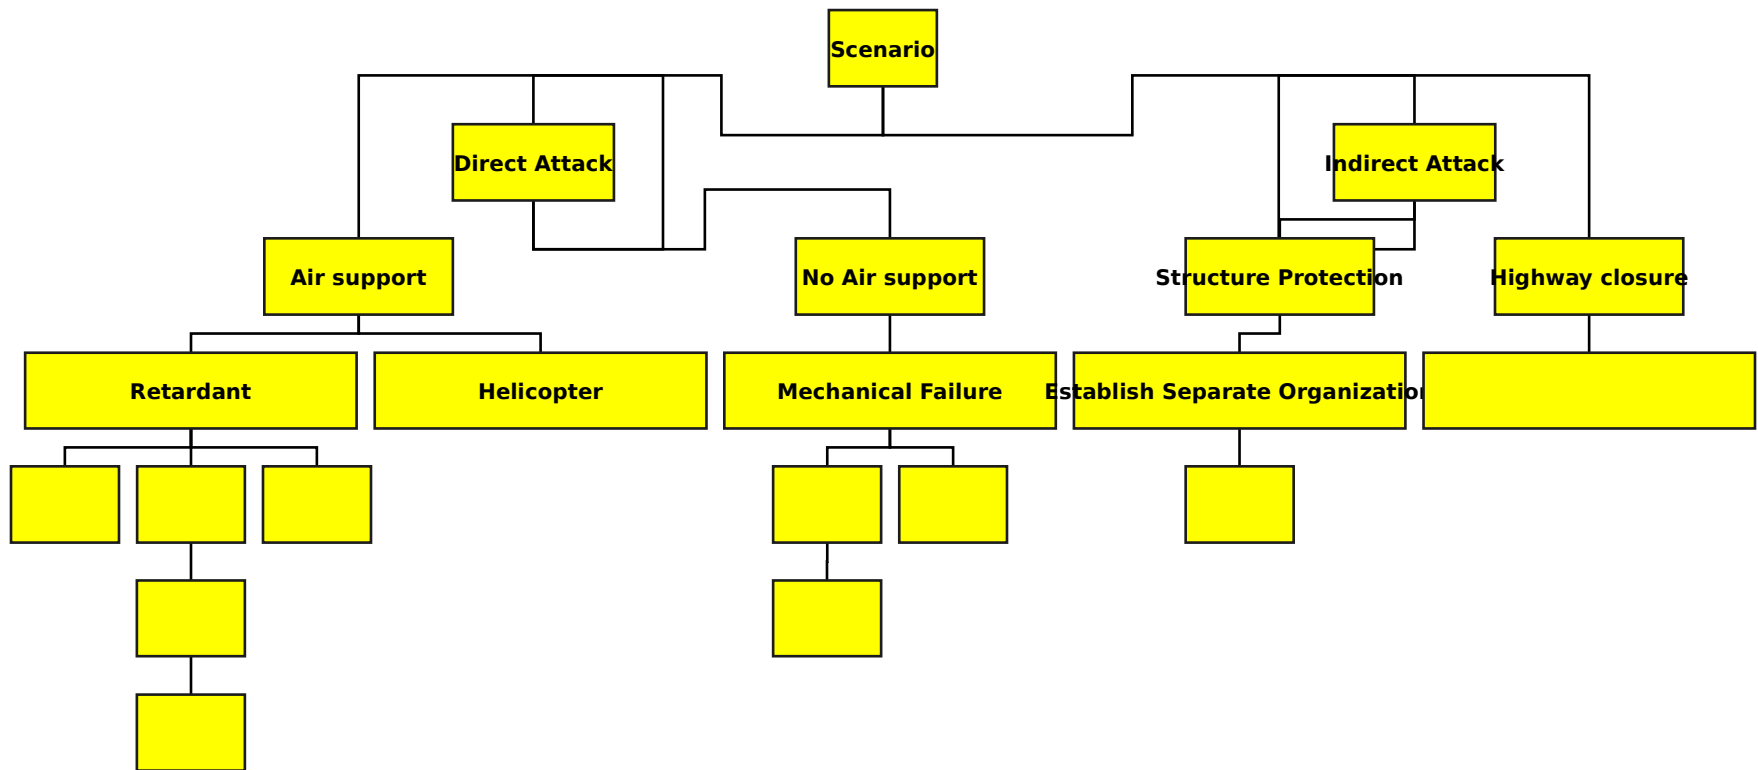 Scenario
Direct Attack
Indirect Attack
Air support
No Air support
Structure Protection
Highway closure
Retardant
Helicopter
Mechanical Failure
Establish Separate Organization